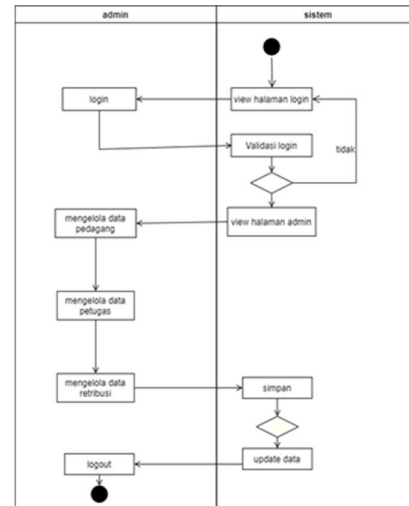 admin
sistem
login
view halaman login
Validasi login
tidak
mengelola data
pedagang
view halaman admin
mengelola data
petugas
mengelola data
retribusi
simpan
logout
update data